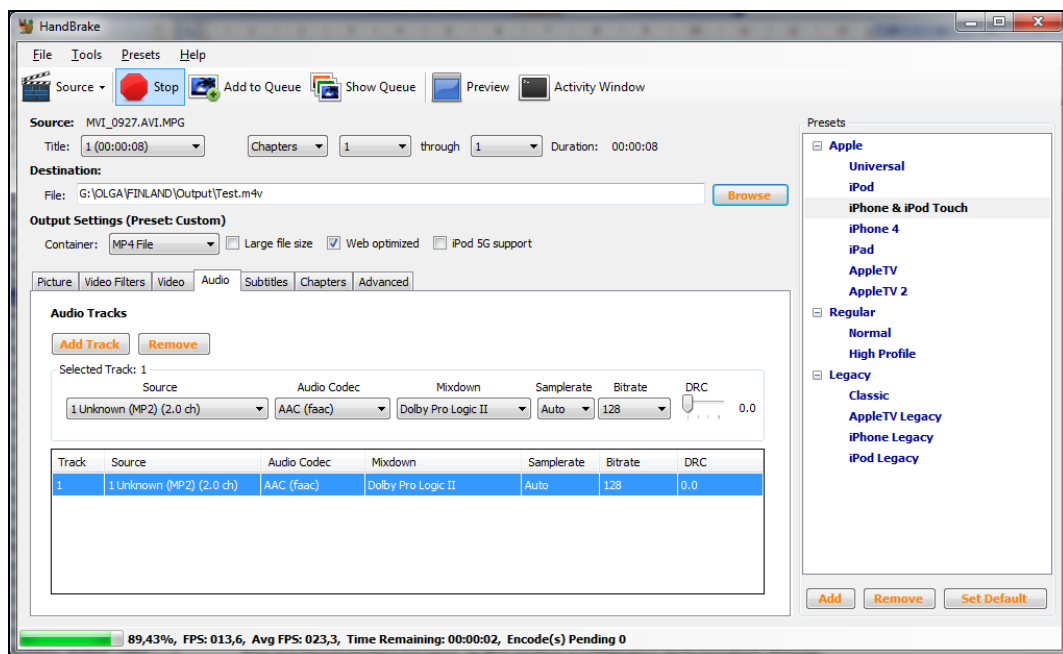 HandBrake
File Tools Presets Help
Source Stop Add to Queue Show Queue Preview Activity Window
Source: MVI_0927.AVI.MPG
Title: 1 (00:00:08) Chapters 1 through 1 Duration: 00:00:08
Destination:
File: G:\OLGA\FINLAND\Output\Test.m4v Browse
Output Settings (Preset: Custom)
Container: MP4 File Large file size Web optimized iPod 5G support
Picture Video Filters Video Audio Subtitles Chapters Advanced
Audio Tracks
Add Track Remove
Selected Track: 1
Source Audio Codec Mixdown Samplerate Bitrate DRC
1 Unknown (MP2) (2.0 ch) AAC (faac) Dolby Pro Logic II Auto 128 0.0
Track Source Audio Codec Mixdown Samplerate Bitrate DRC
1 1 Unknown (MP2) (2.0 ch) AAC (faac) Dolby Pro Logic II Auto 128 0.0
Presets
Apple
Universal
iPod
iPhone & iPod Touch
iPhone 4
iPad
AppleTV
AppleTV 2
Regular
Normal
High Profile
Legacy
Classic
AppleTV Legacy
iPhone Legacy
iPod Legacy
Add Remove Set Default
89,43%, FPS: 013,6, Avg FPS: 023,3, Time Remaining: 00:00:02, Encode(s) Pending 0